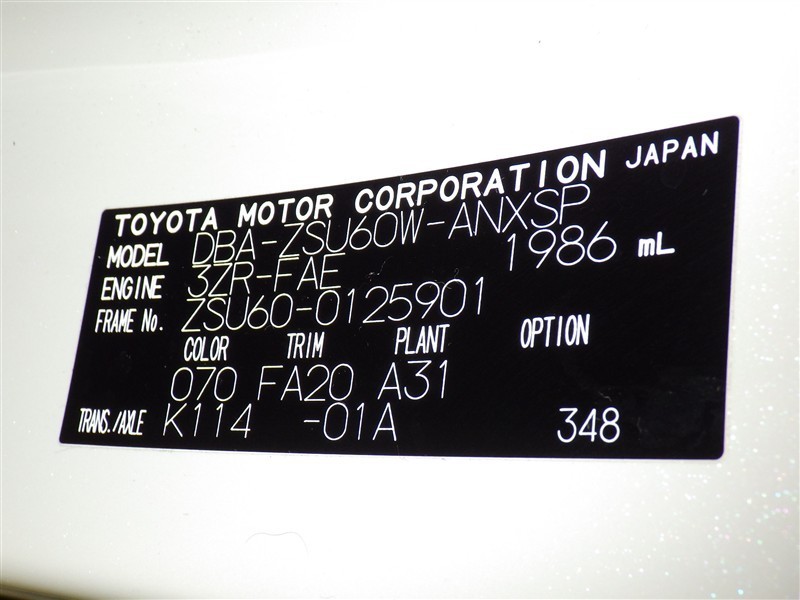 TOYOTA MOTOR CORPORATION JAPAN
MODEL DBA-ZSU60W-ANXSP
ENGINE 3ZR-FAE 1986 mL
FRAME No. ZSU60-0125901
COLOR TRIM PLANT OPTION
070 FA20 A31
TRANS./AXLE K114 -01A 348